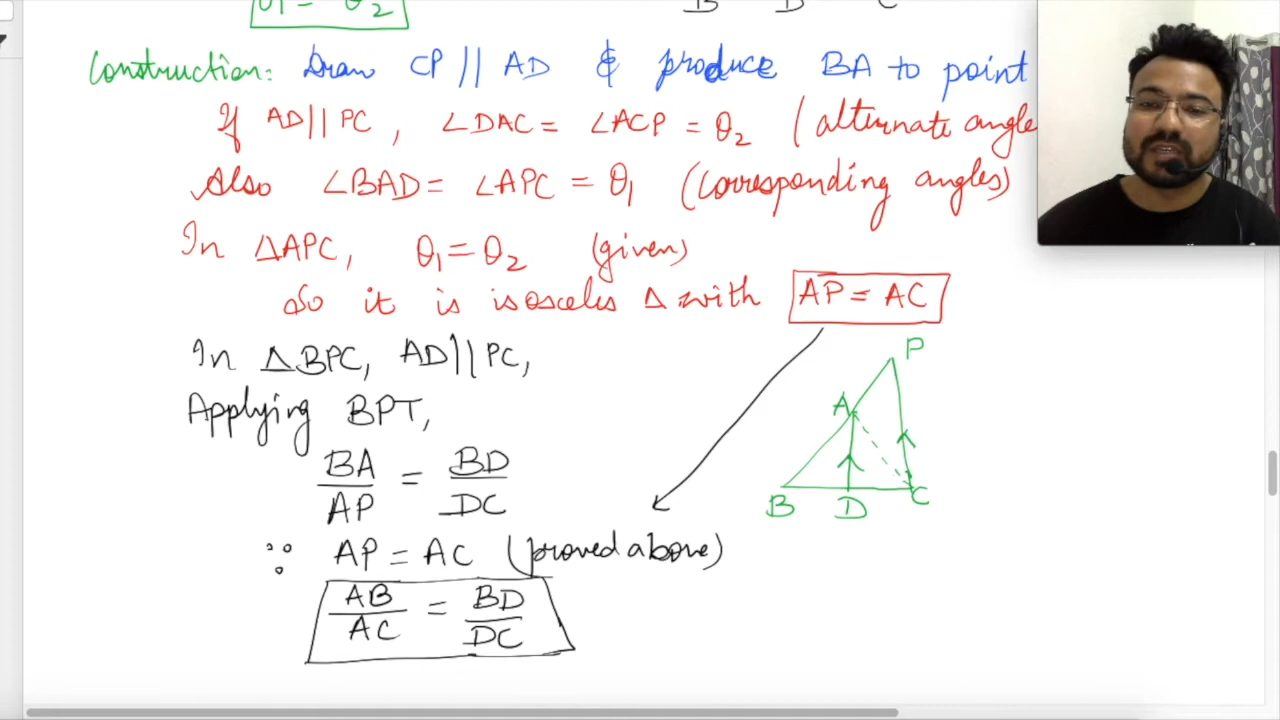 B D C
Construction: Draw CP || AD & produce BA to point
If AD || PC, ∠DAC = ∠ACP = θ2 (alternate angle
Also ∠BAD = ∠APC = θ1 (corresponding angles)
In ΔAPC, θ1 = θ2 (given)
So it is isosceles Δ with AP = AC
In ΔBPC, AD || PC,
Applying BPT,
BA/AP = BD/DC
∵ AP = AC (proved above)
AB/AC = BD/DC
P
A
B D C